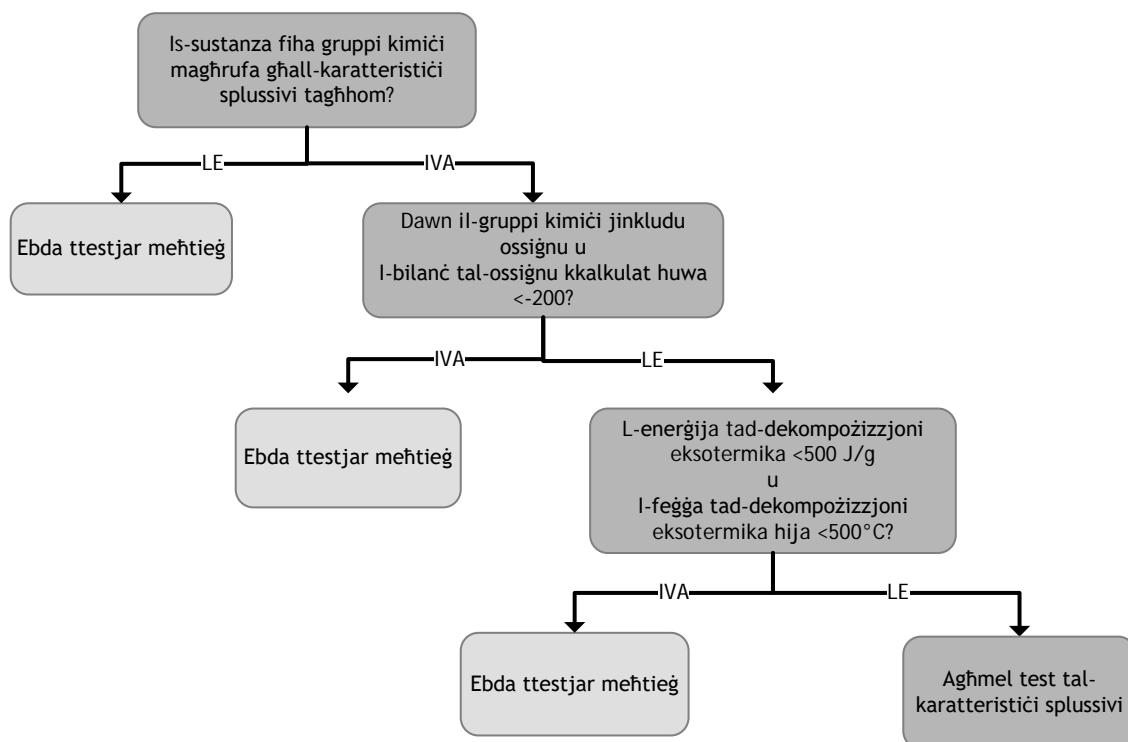 Is-sustanza fiha gruppi kimiċi
magħrufa għall-karatteristiċi
splussivi tagħhom?
LE
IVA
Ebda ttestjar meħtieġ
Dawn il-gruppi kimiċi jinkludu
ossiġnu u
l-bilanċ tal-ossiġnu kkalkulat huwa
<-200?
IVA
LE
Ebda ttestjar meħtieġ
L-enerġija tad-dekompożizzjoni
eksotermika <500 J/g
u
l-feġġa tad-dekompożizzjoni
eksotermika hija <500°C?
IVA
LE
Ebda ttestjar meħtieġ
Agħmel test tal-
karatteristiċi splussivi